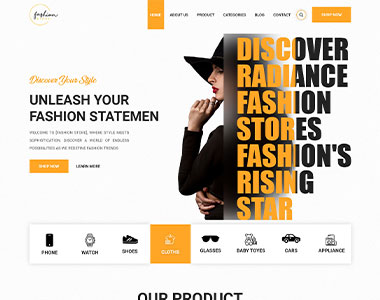 fashion
HOME ABOUT US PRODUCT CATEGORIES BLOG CONTACT SHOP NOW
Discover Your Style
UNLEASH YOUR
FASHION STATEMEN
WELCOME TO [FASHION STORE], WHERE STYLE MEETS
SOPHISTICATION. DISCOVER A WORLD OF ENDLESS
POSSIBILITIES AS WE REDEFINE FASHION TRENDS
SHOP NOW LEARN MORE
DISCOVER
RADIANCE
FASHION
STORES
FASHION'S
RISING
STAR
PHONE WATCH SHOES CLOTHS GLASSES BABY TOYES CARS APPLIANCE
OUR PRODUCT